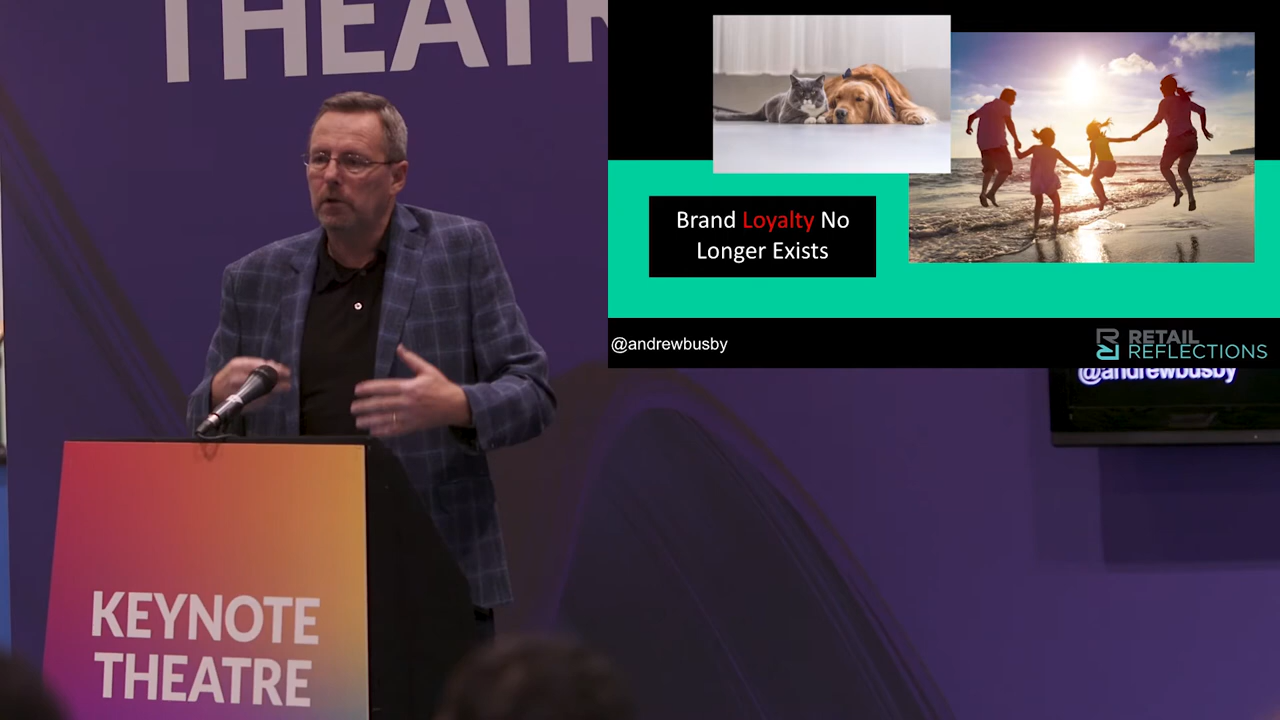 THEATR
Brand Loyalty No
Longer Exists
@andrewbusby
RETAIL
REFLECTIONS
@andrewbusby
KEYNOTE
THEATRE